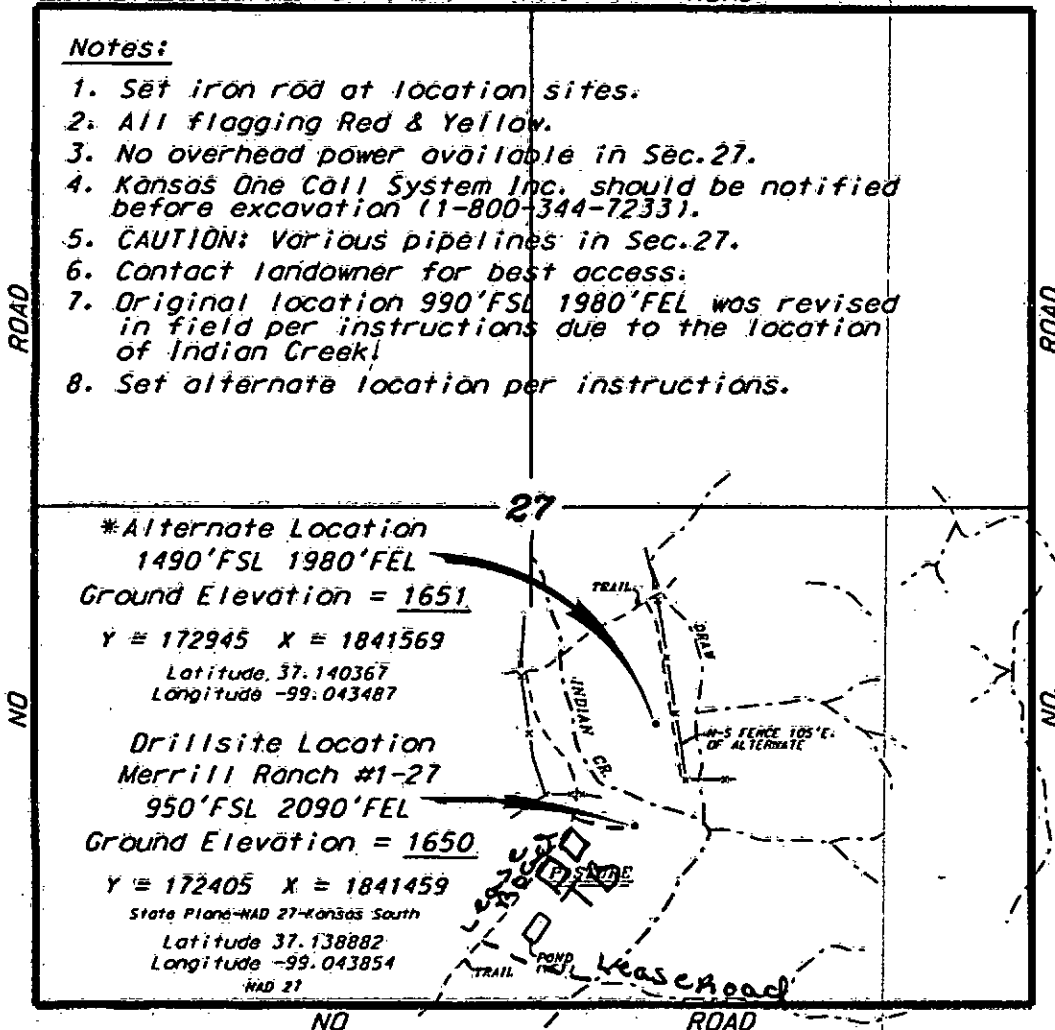 Notes:
1. Set iron rod at location sites.
2. All flagging Red & Yellow.
3. No overhead power available in Sec.27.
4. Kansas One Call System Inc. should be notified
before excavation (1-800-344-7233).
5. CAUTION: Various pipelines in Sec.27.
6. Contact landowner for best access.
7. Original location 990'FSL 1980'FEL was revised
in field per instructions due to the location
of Indian Creek.
8. Set alternate location per instructions.
ROAD
ROAD
NO
NO
27
*Alternate Location
1490'FSL 1980'FEL
Ground Elevation = 1651
Y = 172945 X = 1841569
Latitude 37.140367
Longitude -99.043487
TRAIL
DRAW
INDIAN
CR.
N-S FENCE 105'E.
OF ALTERNATE
Drillsite Location
Merrill Ranch #1-27
950'FSL 2090'FEL
Ground Elevation = 1650
Y = 172405 X = 1841459
State Plane-NAD 27-Kansas South
Latitude 37.138882
Longitude -99.043854
NAD 27
PASTURE
Lease
TRAIL
POND
Lease Road
NO
ROAD